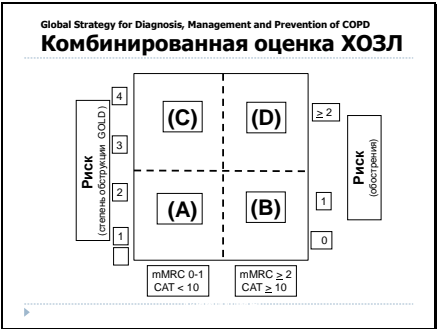 Global Strategy for Diagnosis, Management and Prevention of COPD
Комбинированная оценка ХОЗЛ
Риск
(степень обструкции GOLD)
4
3
2
1
(C)
(D)
(A)
(B)
≥ 2
1
0
Риск
(обострения)
mMRC 0-1
CAT < 10
mMRC ≥ 2
CAT ≥ 10